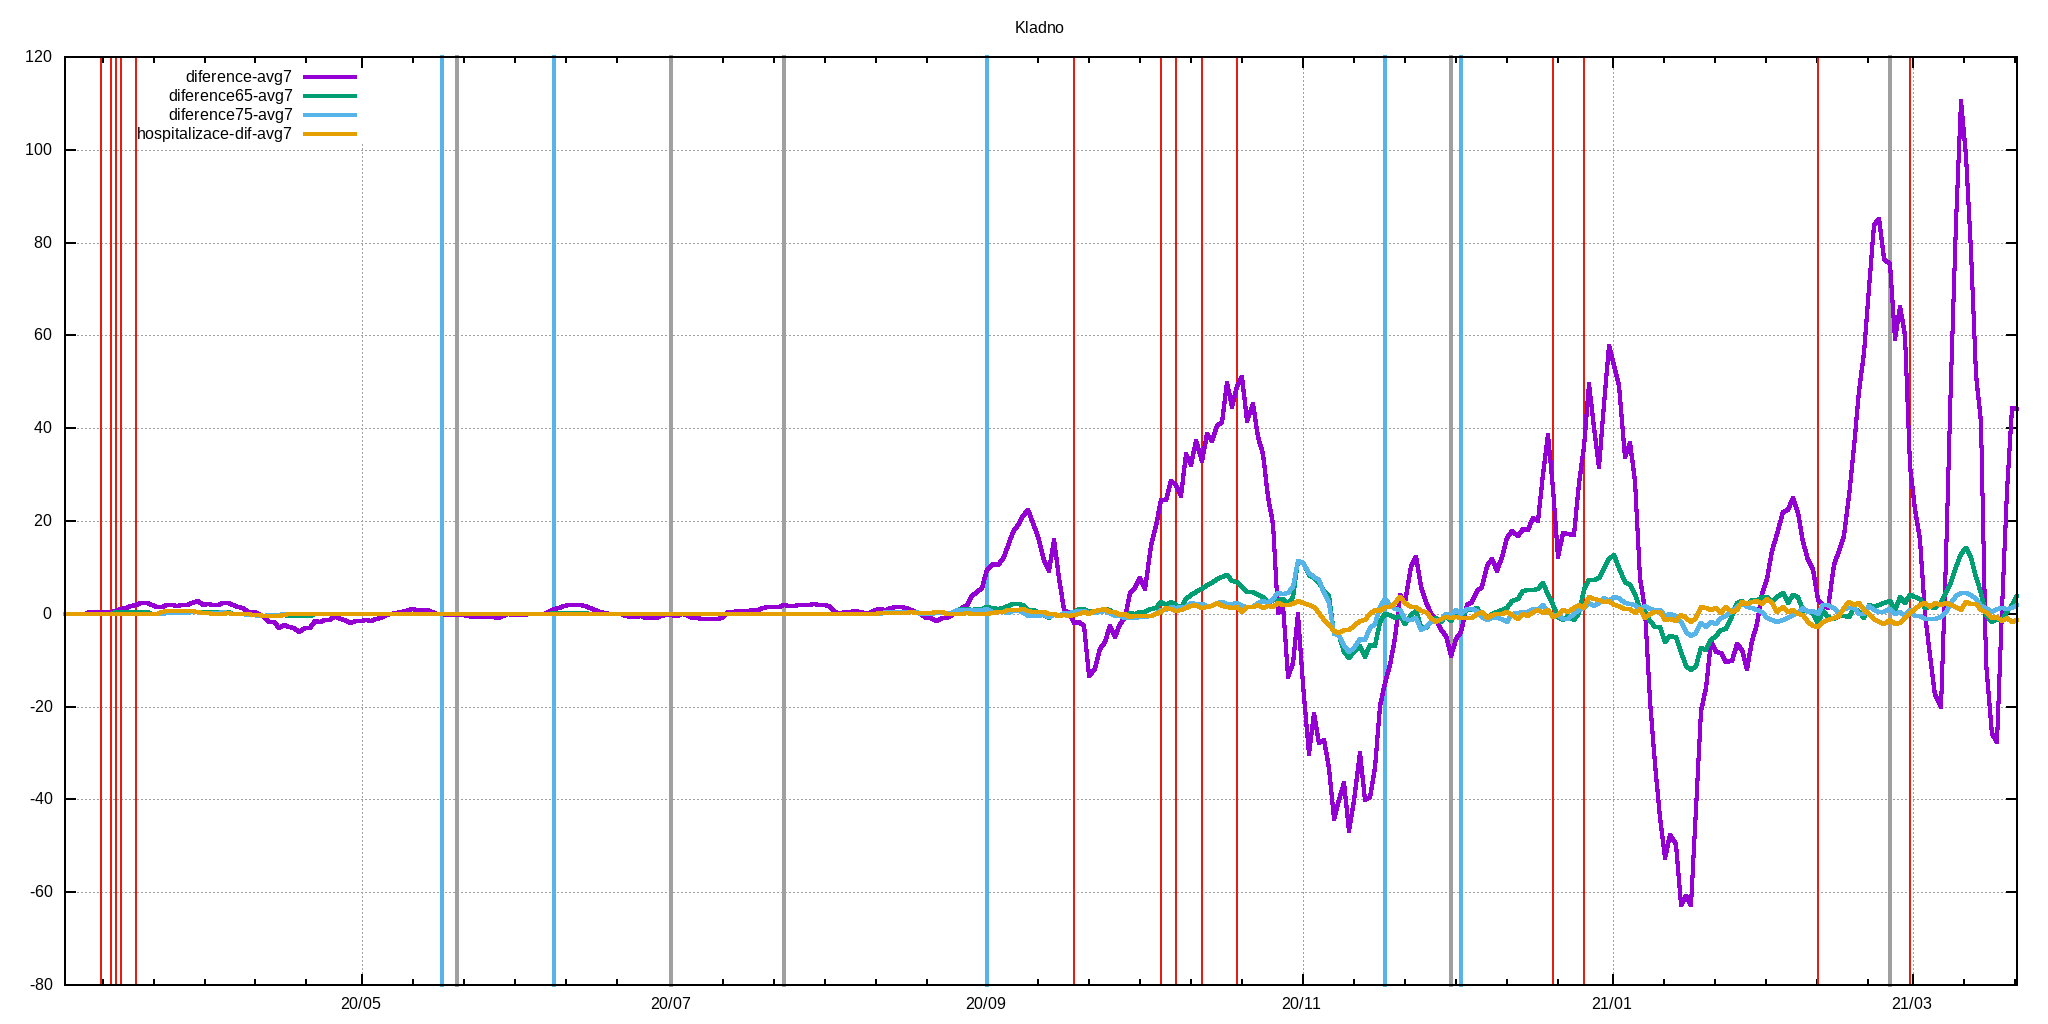 Kladno
diference-avg7
diference65-avg7
diference75-avg7
hospitalizace-dif-avg7
120
100
80
60
40
20
0
-20
-40
-60
-80
20/05 20/07 20/09 20/11 21/01 21/03